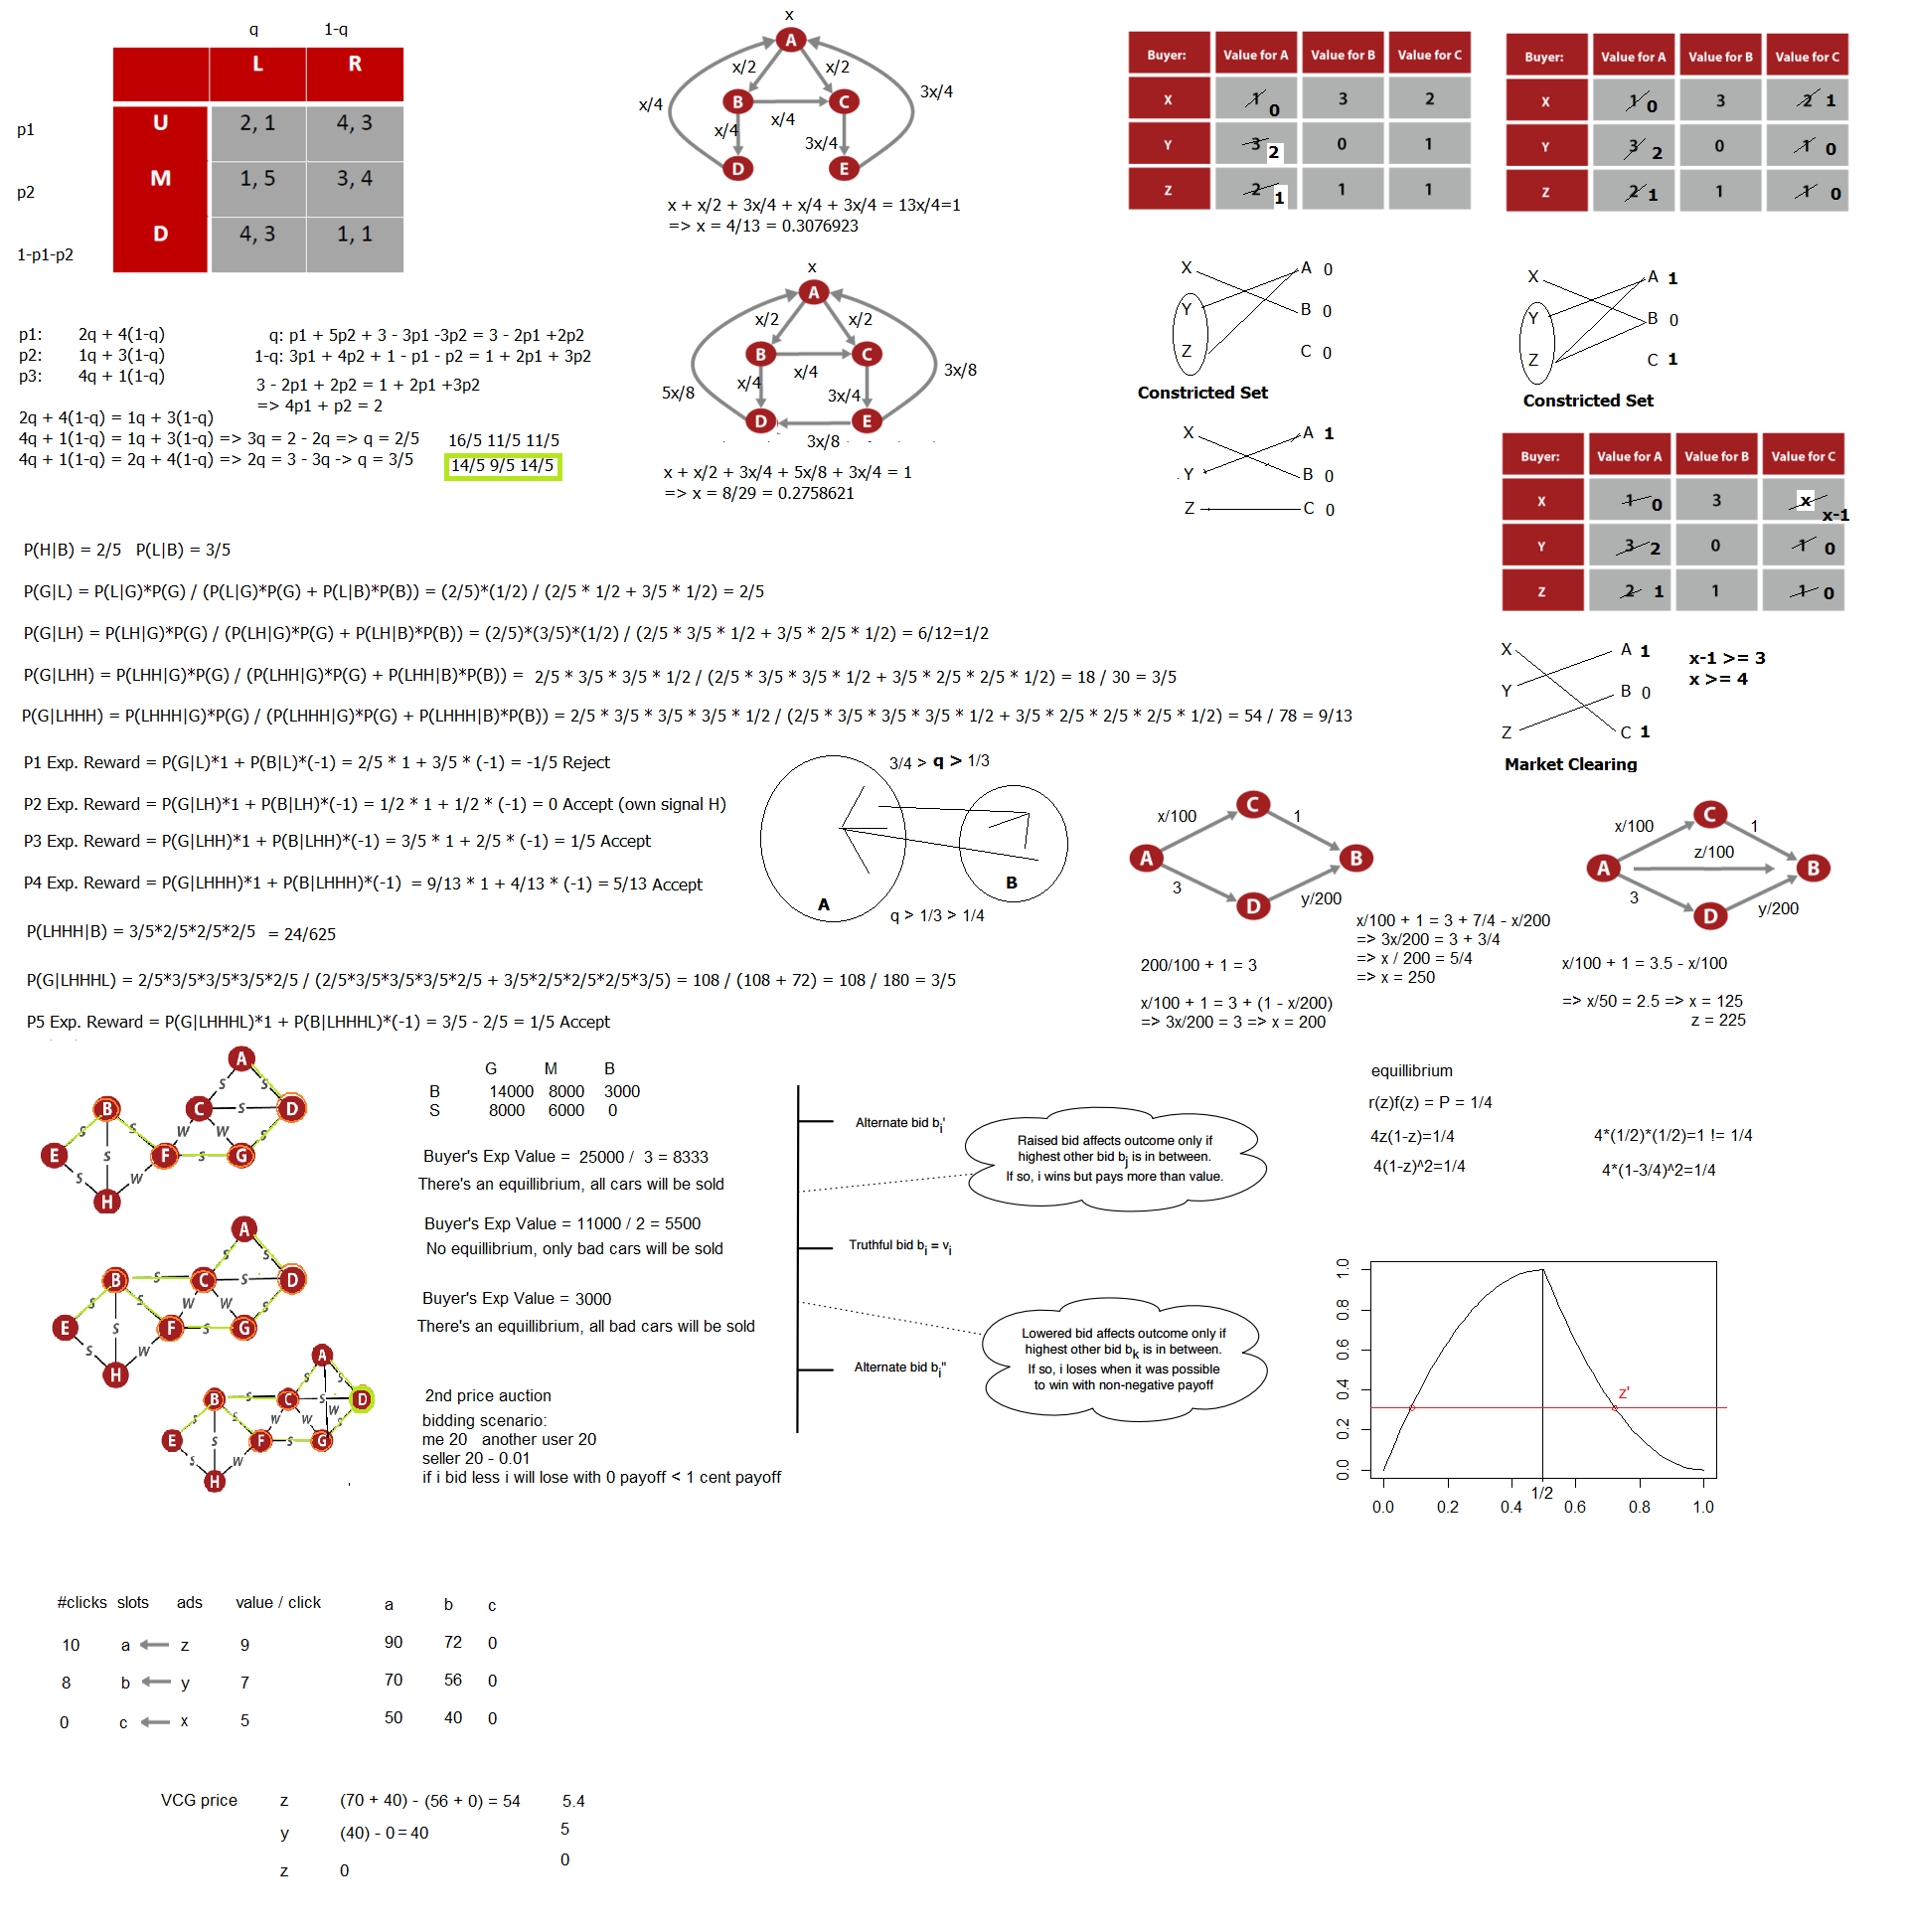 q 1-q
L R
p1 U 2, 1 4, 3
p2 M 1, 5 3, 4
1-p1-p2 D 4, 3 1, 1
p1: 2q + 4(1-q)
p2: 1q + 3(1-q)
p3: 4q + 1(1-q)
q: p1 + 5p2 + 3 - 3p1 -3p2 = 3 - 2p1 +2p2
1-q: 3p1 + 4p2 + 1 - p1 - p2 = 1 + 2p1 + 3p2
3 - 2p1 + 2p2 = 1 + 2p1 +3p2
=> 4p1 + p2 = 2
2q + 4(1-q) = 1q + 3(1-q)
4q + 1(1-q) = 1q + 3(1-q) => 3q = 2 - 2q => q = 2/5 16/5 11/5 11/5
4q + 1(1-q) = 2q + 4(1-q) => 2q = 3 - 3q -> q = 3/5 14/5 9/5 14/5
x
A
x/2 x/2
x/4 3x/4
B C
x/4
x/4 3x/4
D E
x + x/2 + 3x/4 + x/4 + 3x/4 = 13x/4=1
=> x = 4/13 = 0.3076923
x
A
x/2 x/2
B C
x/4 x/4 3x/4
5x/8 3x/8
D E
3x/8
x + x/2 + 3x/4 + 5x/8 + 3x/4 = 1
=> x = 8/29 = 0.2758621
Buyer: Value for A Value for B Value for C
X 1 0 3 2
Y 3 2 0 1
Z 2 1 1 1
X A 0
Y B 0
Z C 0
Constricted Set
X A 1
Y B 0
Z C 0
Buyer: Value for A Value for B Value for C
X 1 0 3 2 1
Y 3 2 0 1 0
Z 2 1 1 1 0
X A 1
Y B 0
Z C 1
Constricted Set
Buyer: Value for A Value for B Value for C
X 1 0 3 x x-1
Y 3 2 0 1 0
Z 2 1 1 1 0
X A 1
Y B 0
Z C 1
x-1 >= 3
x >= 4
Market Clearing
P(H|B) = 2/5 P(L|B) = 3/5
P(G|L) = P(L|G)*P(G) / (P(L|G)*P(G) + P(L|B)*P(B)) = (2/5)*(1/2) / (2/5 * 1/2 + 3/5 * 1/2) = 2/5
P(G|LH) = P(LH|G)*P(G) / (P(LH|G)*P(G) + P(LH|B)*P(B)) = (2/5)*(3/5)*(1/2) / (2/5 * 3/5 * 1/2 + 3/5 * 2/5 * 1/2) = 6/12=1/2
P(G|LHH) = P(LHH|G)*P(G) / (P(LHH|G)*P(G) + P(LHH|B)*P(B)) = 2/5 * 3/5 * 3/5 * 1/2 / (2/5 * 3/5 * 3/5 * 1/2 + 3/5 * 2/5 * 2/5 * 1/2) = 18 / 30 = 3/5
P(G|LHHH) = P(LHHH|G)*P(G) / (P(LHHH|G)*P(G) + P(LHHH|B)*P(B)) = 2/5 * 3/5 * 3/5 * 3/5 * 1/2 / (2/5 * 3/5 * 3/5 * 3/5 * 1/2 + 3/5 * 2/5 * 2/5 * 2/5 * 1/2) = 54 / 78 = 9/13
P1 Exp. Reward = P(G|L)*1 + P(B|L)*(-1) = 2/5 * 1 + 3/5 * (-1) = -1/5 Reject
P2 Exp. Reward = P(G|LH)*1 + P(B|LH)*(-1) = 1/2 * 1 + 1/2 * (-1) = 0 Accept (own signal H)
P3 Exp. Reward = P(G|LHH)*1 + P(B|LHH)*(-1) = 3/5 * 1 + 2/5 * (-1) = 1/5 Accept
P4 Exp. Reward = P(G|LHHH)*1 + P(B|LHHH)*(-1) = 9/13 * 1 + 4/13 * (-1) = 5/13 Accept
P(LHHH|B) = 3/5*2/5*2/5*2/5 = 24/625
P(G|LHHHL) = 2/5*3/5*3/5*3/5*2/5 / (2/5*3/5*3/5*3/5*2/5 + 3/5*2/5*2/5*2/5*3/5) = 108 / (108 + 72) = 108 / 180 = 3/5
P5 Exp. Reward = P(G|LHHHL)*1 + P(B|LHHHL)*(-1) = 3/5 - 2/5 = 1/5 Accept
3/4 > q > 1/3
A B
q > 1/3 > 1/4
C
x/100 1
A B
3 y/200
D
200/100 + 1 = 3
x/100 + 1 = 3 + (1 - x/200)
=> 3x/200 = 3 => x = 200
x/100 + 1 = 3 + 7/4 - x/200
=> 3x/200 = 3 + 3/4
=> x / 200 = 5/4
=> x = 250
C
x/100 1
z/100
A B
3 y/200
D
x/100 + 1 = 3.5 - x/100
=> x/50 = 2.5 => x = 125
z = 225
A
S S
B C S D
S S W W S
E S F S G
S W
H
A
S S
B S C S D
S S W W S
E S F S G
S W
H
A
S S
B S C S D
S S W W W S
E S F S G
S W
H
G M B
B 14000 8000 3000
S 8000 6000 0
Buyer's Exp Value = 25000 / 3 = 8333
There's an equillibrium, all cars will be sold
Buyer's Exp Value = 11000 / 2 = 5500
No equillibrium, only bad cars will be sold
Buyer's Exp Value = 3000
There's an equillibrium, all bad cars will be sold
2nd price auction
bidding scenario:
me 20 another user 20
seller 20 - 0.01
if i bid less i will lose with 0 payoff < 1 cent payoff
Alternate bid bi'
Raised bid affects outcome only if
highest other bid bj is in between.
If so, i wins but pays more than value.
Truthful bid bi = vi
Lowered bid affects outcome only if
highest other bid bk is in between.
If so, i loses when it was possible
to win with non-negative payoff
Alternate bid bi"
equillibrium
r(z)f(z) = P = 1/4
4z(1-z)=1/4 4*(1/2)*(1/2)=1 != 1/4
4(1-z)^2=1/4 4*(1-3/4)^2=1/4
1.0
0.8
0.6
0.4
0.2
0.0
z'
0.0 0.2 0.4 1/2 0.6 0.8 1.0
#clicks slots ads value / click a b c
10 a z 9 90 72 0
8 b y 7 70 56 0
0 c x 5 50 40 0
VCG price z (70 + 40) - (56 + 0) = 54 5.4
y (40) - 0 = 40 5
z 0 0